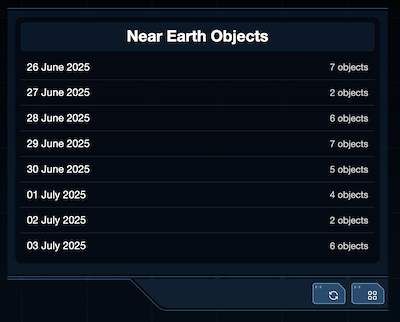 Near Earth Objects
26 June 2025 7 objects
27 June 2025 2 objects
28 June 2025 6 objects
29 June 2025 7 objects
30 June 2025 5 objects
01 July 2025 4 objects
02 July 2025 2 objects
03 July 2025 6 objects